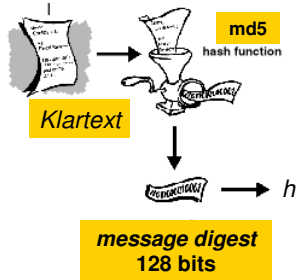 md5
hash function
Klartext
h
message digest
128 bits